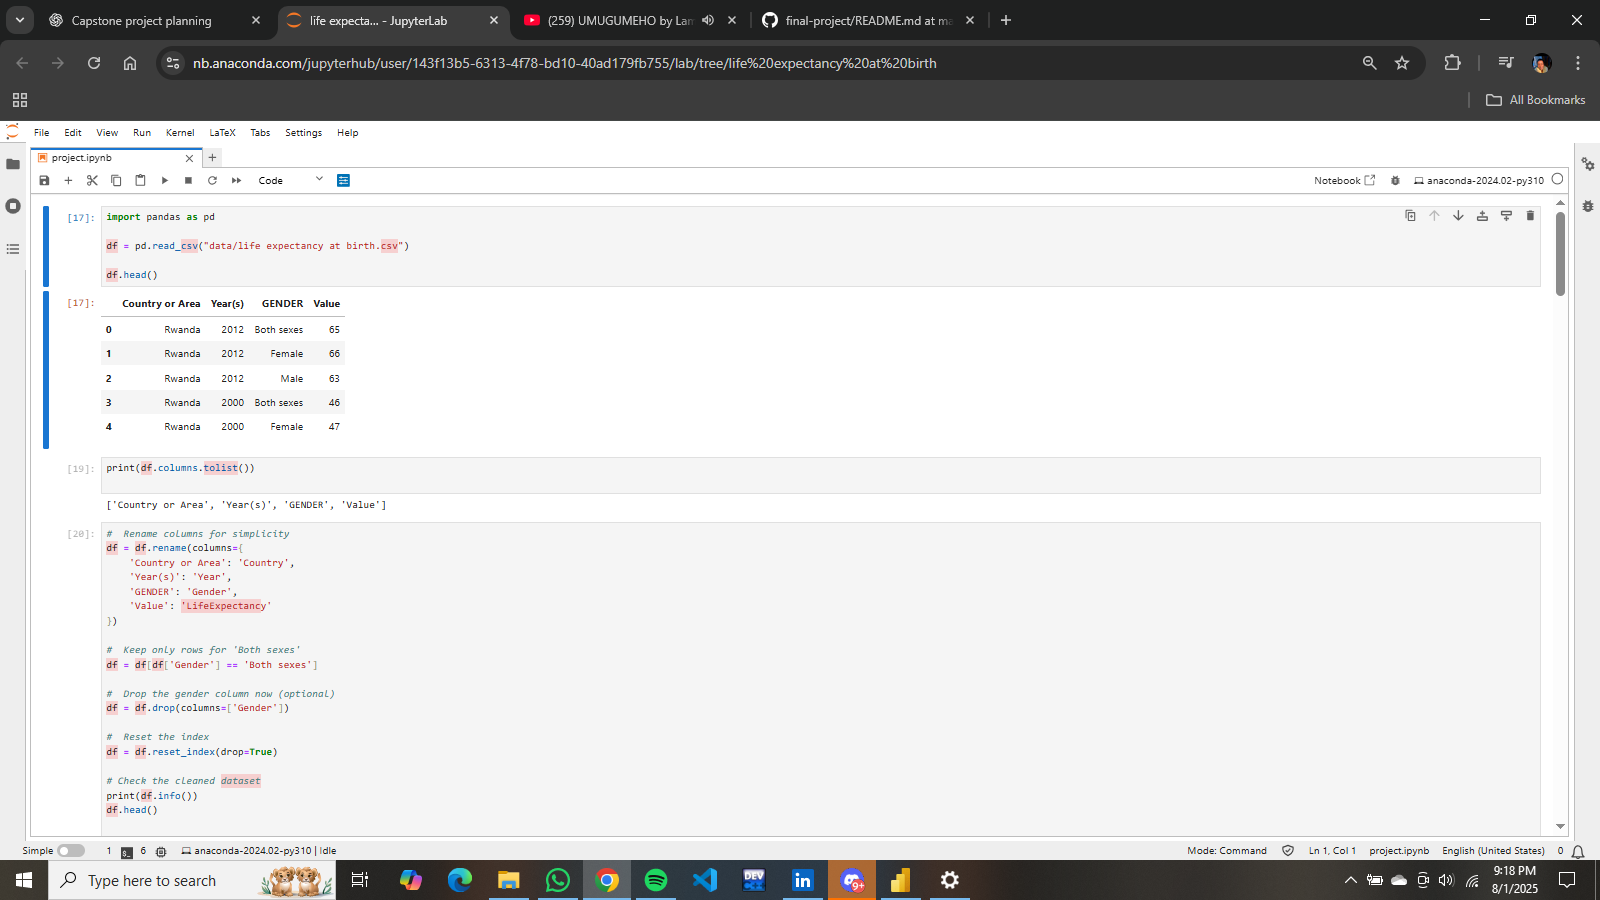 Capstone project planning
life expecta... - JupyterLab
(259) UMUGUMEHO by Lam
final-project/README.md at ma
nb.anaconda.com/jupyterhub/user/143f13b5-6313-4f78-bd10-40ad179fb755/lab/tree/life%20expectancy%20at%20birth
All Bookmarks
File Edit View Run Kernel LaTeX Tabs Settings Help
project.ipynb
Code
Notebook
anaconda-2024.02-py310
[17]:
import pandas as pd
df = pd.read_csv("data/life expectancy at birth.csv")
df.head()
[17]:
Country or Area Year(s) GENDER Value
0 Rwanda 2012 Both sexes 65
1 Rwanda 2012 Female 66
2 Rwanda 2012 Male 63
3 Rwanda 2000 Both sexes 46
4 Rwanda 2000 Female 47
[19]:
print(df.columns.tolist())
['Country or Area', 'Year(s)', 'GENDER', 'Value']
[20]:
# Rename columns for simplicity
df = df.rename(columns={
'Country or Area': 'Country',
'Year(s)': 'Year',
'GENDER': 'Gender',
'Value': 'LifeExpectancy'
})
# Keep only rows for 'Both sexes'
df = df[df['Gender'] == 'Both sexes']
# Drop the gender column now (optional)
df = df.drop(columns=['Gender'])
# Reset the index
df = df.reset_index(drop=True)
# Check the cleaned dataset
print(df.info())
df.head()
Simple
1
6
anaconda-2024.02-py310 | Idle
Mode: Command
Ln 1, Col 1
project.ipynb
English (United States)
0
Type here to search
DEV
9+
9:18 PM
8/1/2025